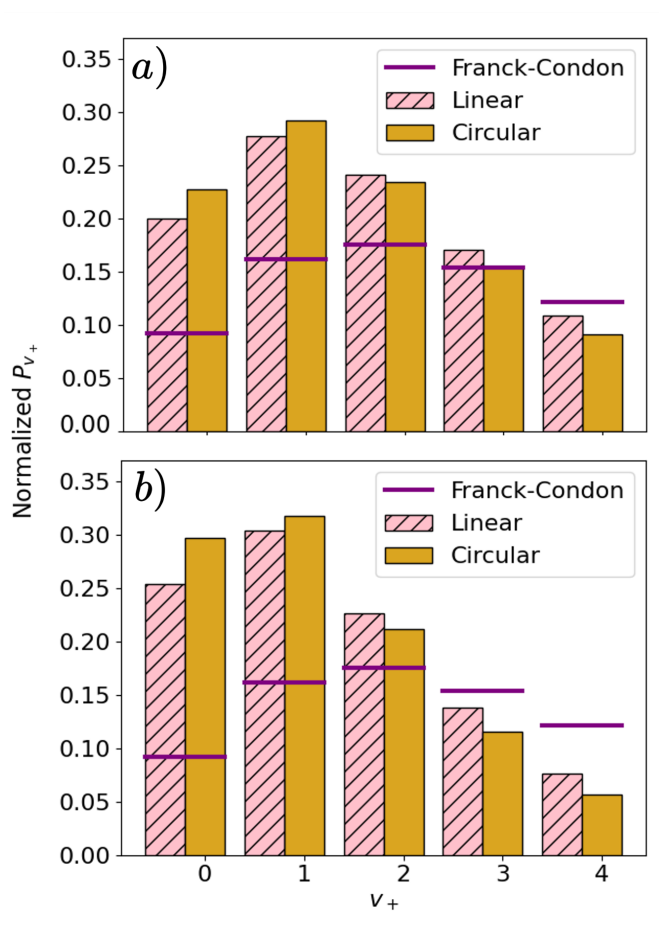 a)
Franck-Condon
Linear
Circular
0.35
0.30
0.25
0.20
0.15
0.10
0.05
0.00
Normalized P_{v_+}
b)
Franck-Condon
Linear
Circular
0.35
0.30
0.25
0.20
0.15
0.10
0.05
0.00
0 1 2 3 4
v_+